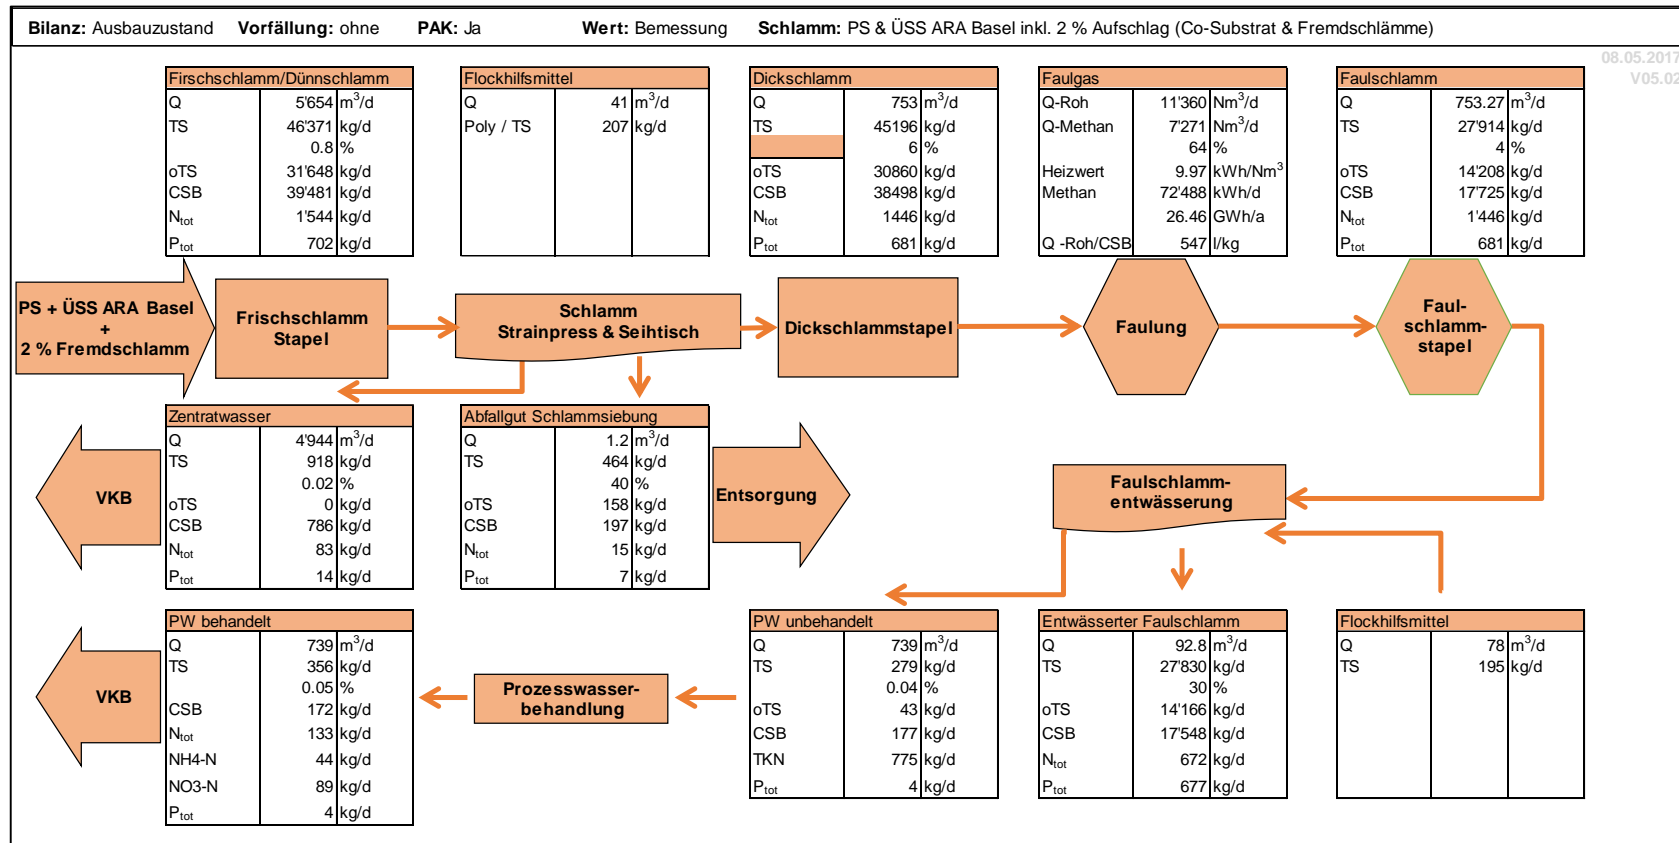 Bilanz: Ausbauzustand Vorfällung: ohne PAK: Ja Wert: Bemessung Schlamm: PS & ÜSS ARA Basel inkl. 2 % Aufschlag (Co-Substrat & Fremdschlämme)
08.05.2017
V05.02
Firschschlamm/Dünnschlamm
Q 5'654 m³/d
TS 46'371 kg/d
0.8 %
oTS 31'648 kg/d
CSB 39'481 kg/d
Ntot 1'544 kg/d
Ptot 702 kg/d
Flockhilfsmittel
Q 41 m³/d
Poly / TS 207 kg/d
Dickschlamm
Q 753 m³/d
TS 45196 kg/d
6 %
oTS 30860 kg/d
CSB 38498 kg/d
Ntot 1446 kg/d
Ptot 681 kg/d
Faulgas
Q-Roh 11'360 Nm³/d
Q-Methan 7'271 Nm³/d
64 %
Heizwert 9.97 kWh/Nm³
Methan 72'488 kWh/d
26.46 GWh/a
Q -Roh/CSB 547 l/kg
Faulschlamm
Q 753.27 m³/d
TS 27'914 kg/d
4 %
oTS 14'208 kg/d
CSB 17'725 kg/d
Ntot 1'446 kg/d
Ptot 681 kg/d
PS + ÜSS ARA Basel
+
2 % Fremdschlamm
Frischschlamm
Stapel
Schlamm
Strainpress & Seihtisch
Dickschlammstapel
Faulung
Faul-
schlamm-
stapel
VKB
Zentratwasser
Q 4'944 m³/d
TS 918 kg/d
0.02 %
oTS 0 kg/d
CSB 786 kg/d
Ntot 83 kg/d
Ptot 14 kg/d
Abfallgut Schlammsiebung
Q 1.2 m³/d
TS 464 kg/d
40 %
oTS 158 kg/d
CSB 197 kg/d
Ntot 15 kg/d
Ptot 7 kg/d
Entsorgung
Faulschlamm-
entwässerung
VKB
PW behandelt
Q 739 m³/d
TS 356 kg/d
0.05 %
CSB 172 kg/d
Ntot 133 kg/d
NH4-N 44 kg/d
NO3-N 89 kg/d
Ptot 4 kg/d
Prozesswasser-
behandlung
PW unbehandelt
Q 739 m³/d
TS 279 kg/d
0.04 %
oTS 43 kg/d
CSB 177 kg/d
TKN 775 kg/d
Ptot 4 kg/d
Entwässerter Faulschlamm
Q 92.8 m³/d
TS 27'830 kg/d
30 %
oTS 14'166 kg/d
CSB 17'548 kg/d
Ntot 672 kg/d
Ptot 677 kg/d
Flockhilfsmittel
Q 78 m³/d
TS 195 kg/d